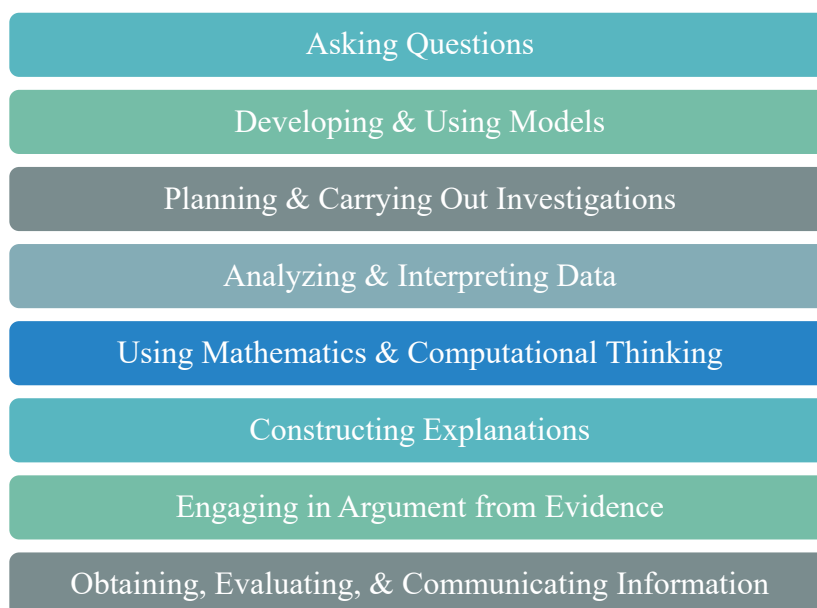 Asking Questions
Developing & Using Models
Planning & Carrying Out Investigations
Analyzing & Interpreting Data
Using Mathematics & Computational Thinking
Constructing Explanations
Engaging in Argument from Evidence
Obtaining, Evaluating, & Communicating Information